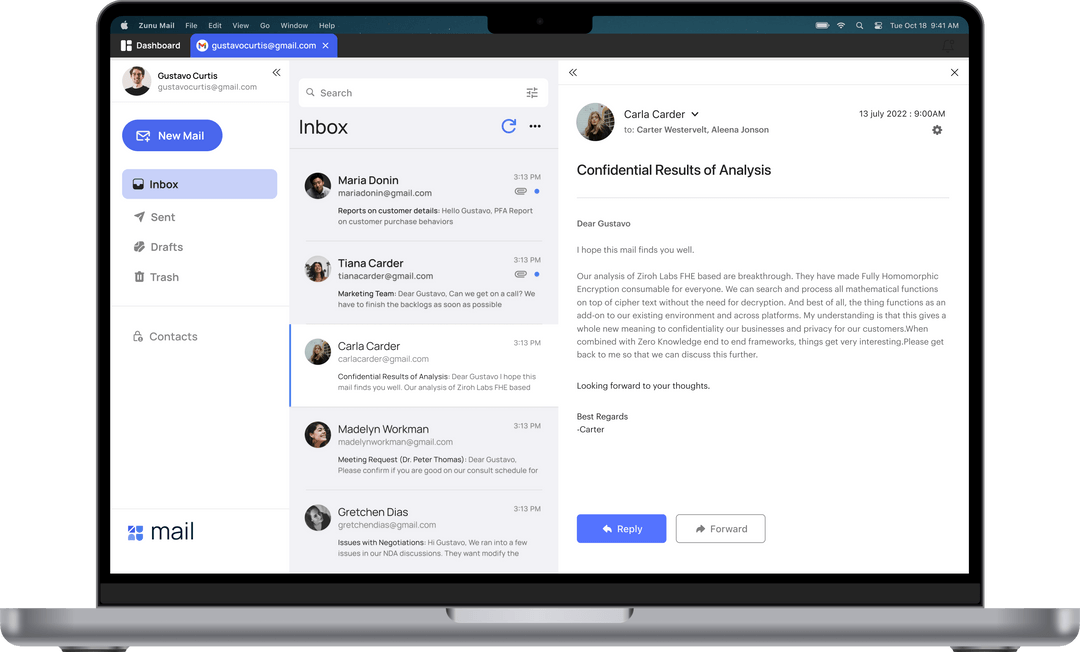 Zunu Mail File Edit View Go Window Help
Tue Oct 18 9:41 AM
Dashboard
gustavocurtis@gmail.com
Gustavo Curtis
gustavocurtis@gmail.com
New Mail
Inbox
Sent
Drafts
Trash
Contacts
mail
Search
Inbox
Maria Donin
3:13 PM
mariadonin@gmail.com
Reports on customer details: Hello Gustavo, PFA Report
on customer purchase behaviors
Tiana Carder
3:13 PM
tianacarder@gmail.com
Marketing Team: Dear Gustavo, Can we get on a call? We
have to finish the backlogs as soon as possible
Carla Carder
3:13 PM
carlacarder@gmail.com
Confidential Results of Analysis: Dear Gustavo I hope this
mail finds you well. Our analysis of Ziroh Labs FHE based
Madelyn Workman
3:13 PM
madelynworkman@gmail.com
Meeting Request (Dr. Peter Thomas): Dear Gustavo,
Please confirm if you are good on our consult schedule for
Gretchen Dias
3:13 PM
gretchendias@gmail.com
Issues with Negotiations: Hi Gustavo, We ran into a few
issues in our NDA discussions. They want modify the
Carla Carder
13 july 2022 : 9:00AM
to: Carter Westervelt, Aleena Jonson
Confidential Results of Analysis
Dear Gustavo
I hope this mail finds you well.
Our analysis of Ziroh Labs FHE based are breakthrough. They have made Fully Homomorphic
Encryption consumable for everyone. We can search and process all mathematical functions
on top of cipher text without the need for decryption. And best of all, the thing functions as an
add-on to our existing environment and across platforms. My understanding is that this gives a
whole new meaning to confidentiality our businesses and privacy for our customers.When
combined with Zero Knowledge end to end frameworks, things get very interesting.Please get
back to me so that we can discuss this further.
Looking forward to your thoughts.
Best Regards
-Carter
Reply
Forward